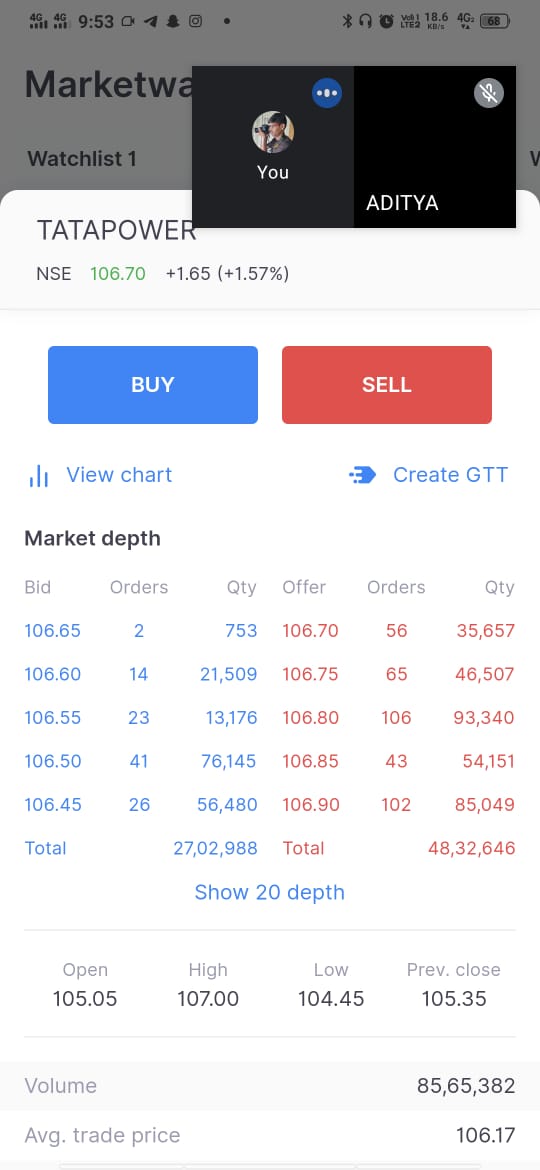 4G 4G 9:53 VoI) 1 LTE2 18.6 KB/s 4G 68
Marketwa
You
ADITYA
Watchlist 1 W
TATAPOWER
NSE 106.70 +1.65 (+1.57%)
BUY SELL
View chart Create GTT
Market depth
Bid Orders Qty Offer Orders Qty
106.65 2 753 106.70 56 35,657
106.60 14 21,509 106.75 65 46,507
106.55 23 13,176 106.80 106 93,340
106.50 41 76,145 106.85 43 54,151
106.45 26 56,480 106.90 102 85,049
Total 27,02,988 Total 48,32,646
Show 20 depth
Open High Low Prev. close
105.05 107.00 104.45 105.35
Volume 85,65,382
Avg. trade price 106.17